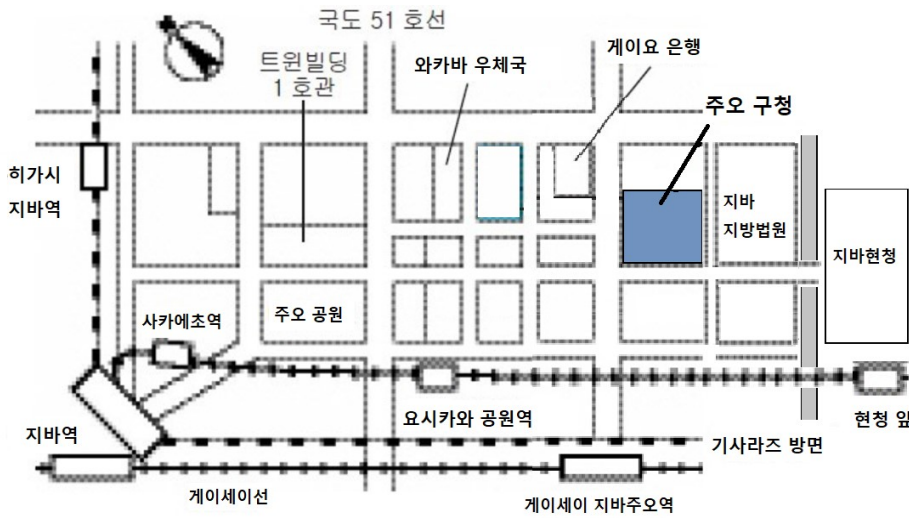 국도 51 호선
트윈빌딩
1 호관
와카바 우체국
게이요 은행
주오 구청
히가시
지바역
지바
지방법원
지바현청
사카에초역
주오 공원
지바역
요시카와 공원역
현청 앞
기사라즈 방면
게이세이선
게이세이 지바주오역